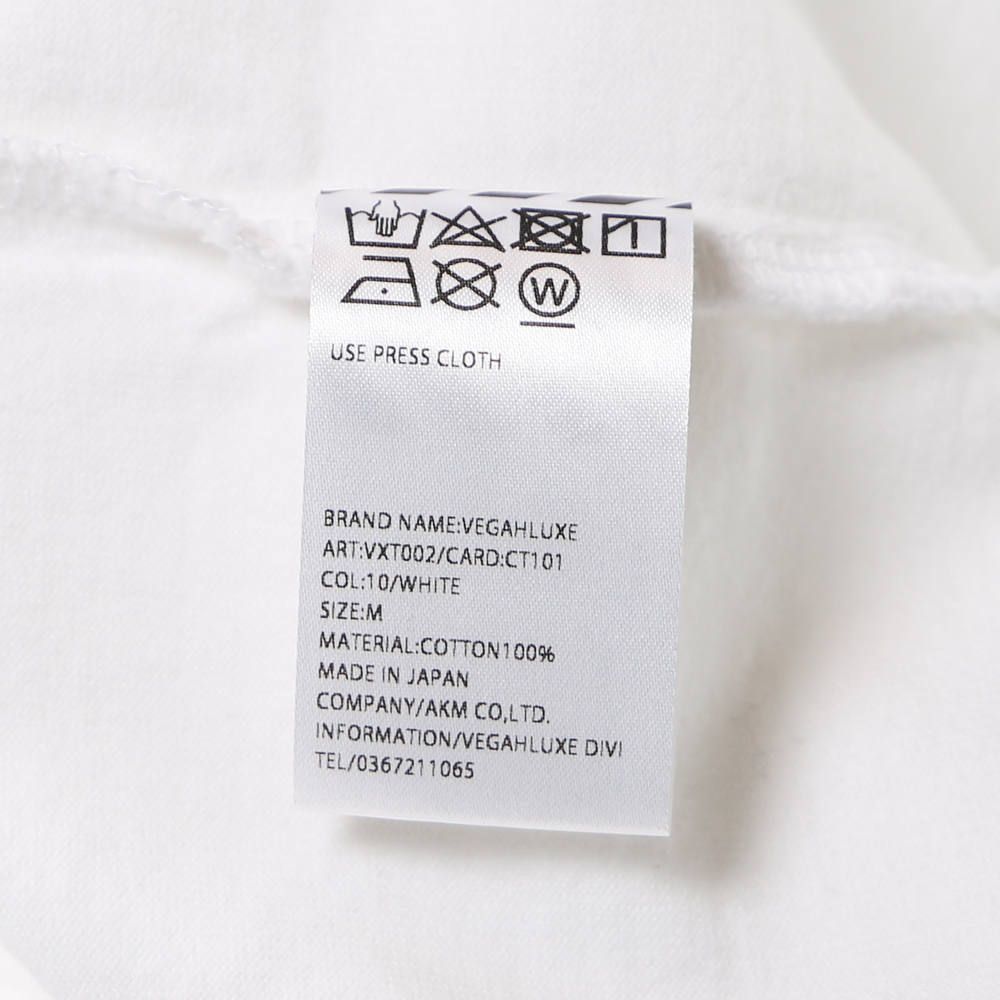 W
USE PRESS CLOTH
BRAND NAME:VEGAHLUXE
ART:VXT002/CARD:CT101
COL:10/WHITE
SIZE:M
MATERIAL:COTTON100%
MADE IN JAPAN
COMPANY/AKM CO,LTD.
INFORMATION/VEGAHLUXE DIVI
TEL/0367211065